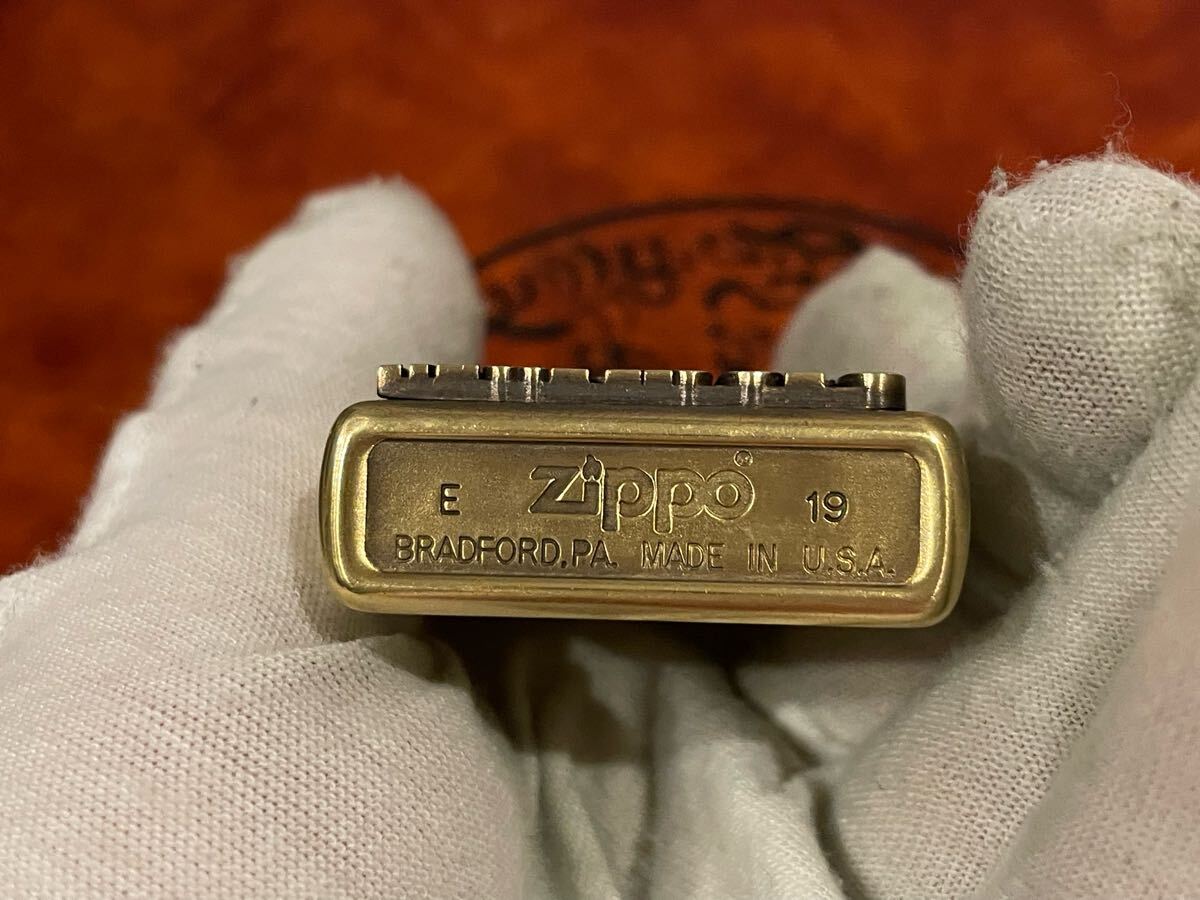 E Zippo® 19
BRADFORD,PA. MADE IN U.S.A.